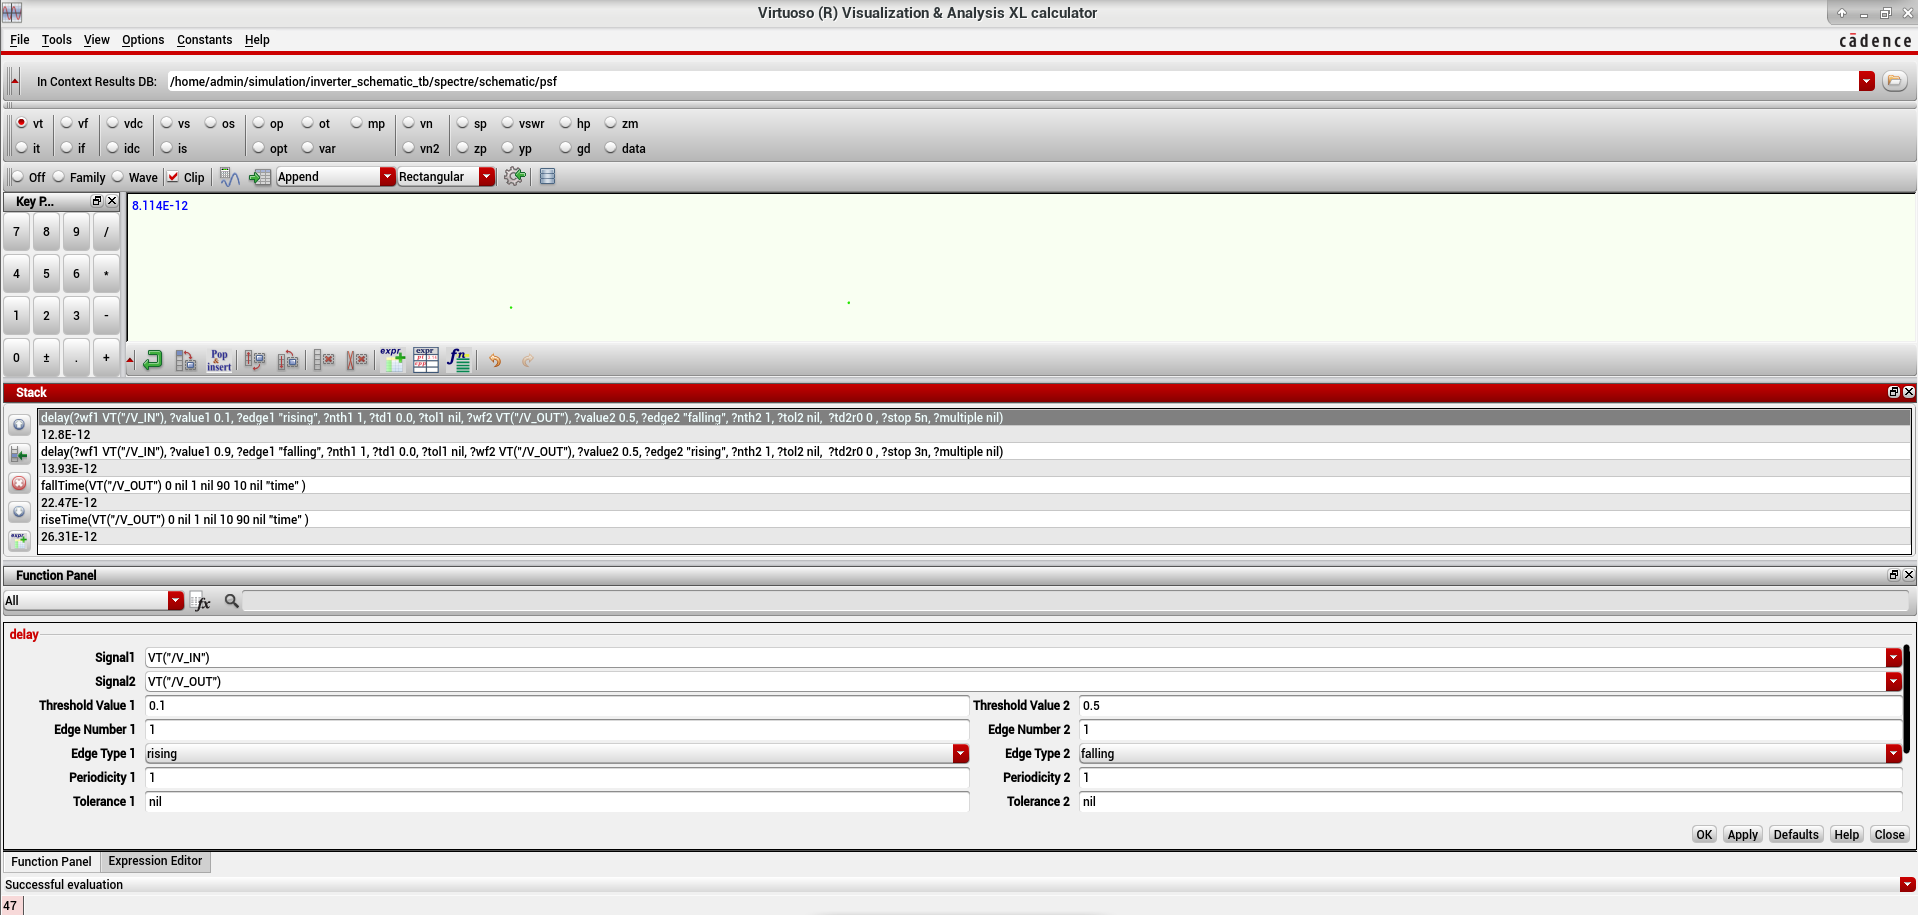 Virtuoso (R) Visualization & Analysis XL calculator
File Tools View Options Constants Help
cādence
In Context Results DB: /home/admin/simulation/inverter_schematic_tb/spectre/schematic/psf
vt vf vdc vs os op ot mp vn sp vswr hp zm
it if idc is opt var vn2 zp yp gd data
Off Family Wave Clip Append Rectangular
Key P...
8.114E-12
7 8 9 /
4 5 6 *
1 2 3 -
0 ± . +
Pop & insert
expr
expr
fn
Stack
delay(?wf1 VT("/V_IN"), ?value1 0.1, ?edge1 "rising", ?nth1 1, ?td1 0.0, ?tol1 nil, ?wf2 VT("/V_OUT"), ?value2 0.5, ?edge2 "falling", ?nth2 1, ?tol2 nil,  ?td2r0 0 , ?stop 5n, ?multiple nil)
12.8E-12
delay(?wf1 VT("/V_IN"), ?value1 0.9, ?edge1 "falling", ?nth1 1, ?td1 0.0, ?tol1 nil, ?wf2 VT("/V_OUT"), ?value2 0.5, ?edge2 "rising", ?nth2 1, ?tol2 nil,  ?td2r0 0 , ?stop 3n, ?multiple nil)
13.93E-12
fallTime(VT("/V_OUT") 0 nil 1 nil 90 10 nil "time" )
22.47E-12
riseTime(VT("/V_OUT") 0 nil 1 nil 10 90 nil "time" )
26.31E-12
expr
Function Panel
All fx
delay
Signal1 VT("/V_IN")
Signal2 VT("/V_OUT")
Threshold Value 1 0.1 Threshold Value 2 0.5
Edge Number 1 1 Edge Number 2 1
Edge Type 1 rising Edge Type 2 falling
Periodicity 1 1 Periodicity 2 1
Tolerance 1 nil Tolerance 2 nil
OK Apply Defaults Help Close
Function Panel Expression Editor
Successful evaluation
47